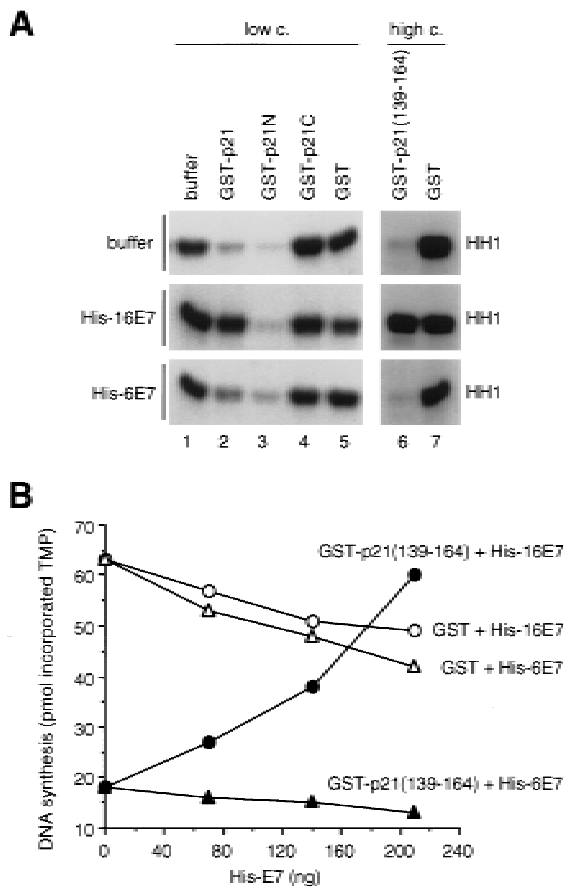 A
low c.
high c.
buffer
GST-p21
GST-p21N
GST-p21C
GST
GST-p21(139-164)
GST
buffer
HH1
HH1
His-16E7
HH1
HH1
His-6E7
HH1
HH1
1 2 3 4 5 6 7
B
DNA synthesis (pmol incorporated TMP)
70
60
50
40
30
20
10
GST-p21(139-164) + His-16E7
GST + His-16E7
GST + His-6E7
GST-p21(139-164) + His-6E7
0 40 80 120 160 200 240
His-E7 (ng)